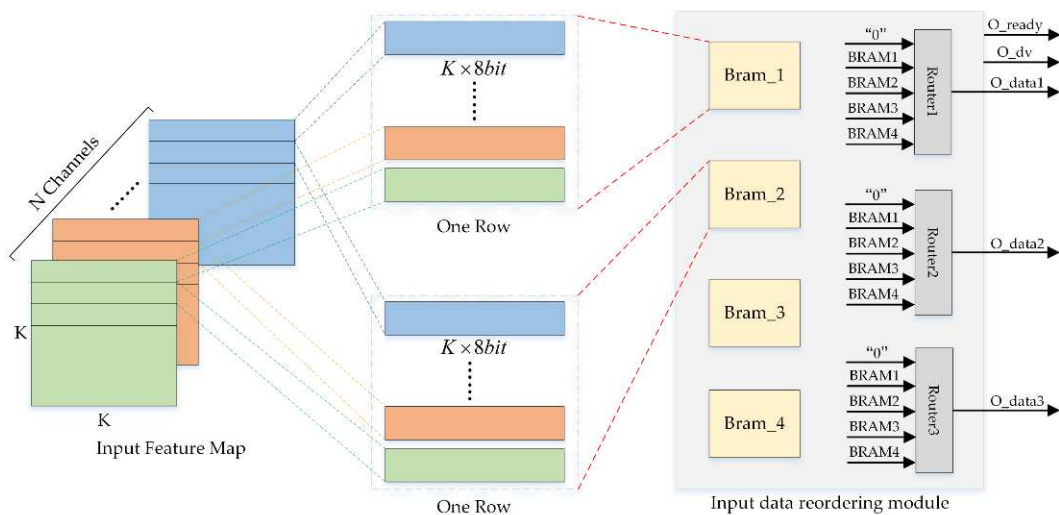 N Channels
K
K
Input Feature Map
K × 8bit
One Row
K × 8bit
One Row
Bram_1
Bram_2
Bram_3
Bram_4
“0”
BRAM1
BRAM2
BRAM3
BRAM4
Router1
“0”
BRAM1
BRAM2
BRAM3
BRAM4
Router2
“0”
BRAM1
BRAM2
BRAM3
BRAM4
Router3
O_ready
O_dv
O_data1
O_data2
O_data3
Input data reordering module